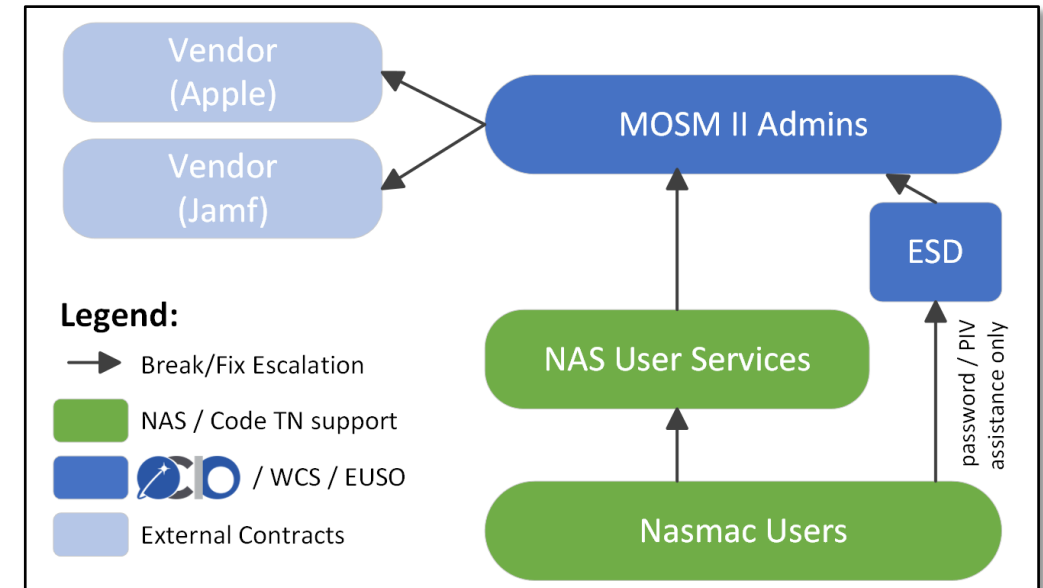 Vendor
(Apple)
MOSM II Admins
Vendor
(Jamf)
ESD
Legend:
Break/Fix Escalation
NAS User Services
password / PIV
assistance only
NAS / Code TN support
CIO / WCS / EUSO
Nasmac Users
External Contracts